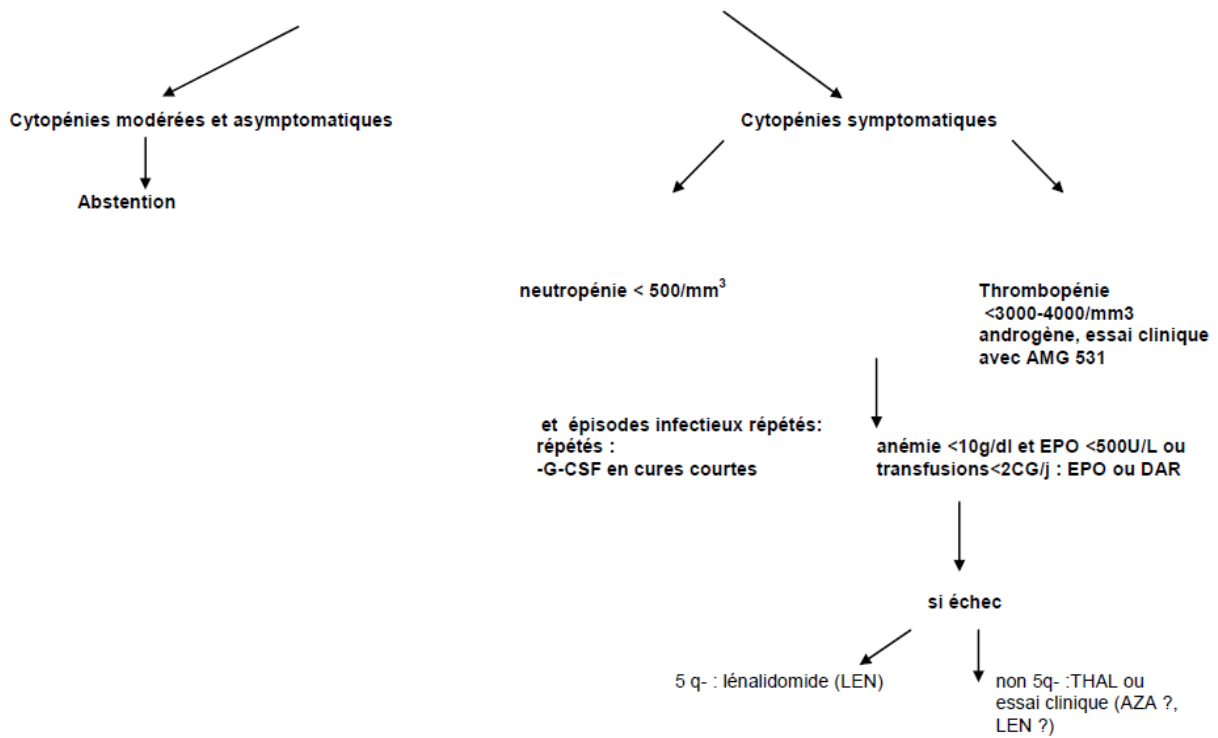 Cytopénies modérées et asymptomatiques
Cytopénies symptomatiques
Abstention
neutropénie < 500/mm³
Thrombopénie
<3000-4000/mm3
androgène, essai clinique
avec AMG 531
et épisodes infectieux répétés:
répétés :
-G-CSF en cures courtes
anémie <10g/dl et EPO <500U/L ou
transfusions<2CG/j : EPO ou DAR
si échec
5 q- : lénalidomide (LEN)
non 5q- :THAL ou
essai clinique (AZA ?,
LEN ?)